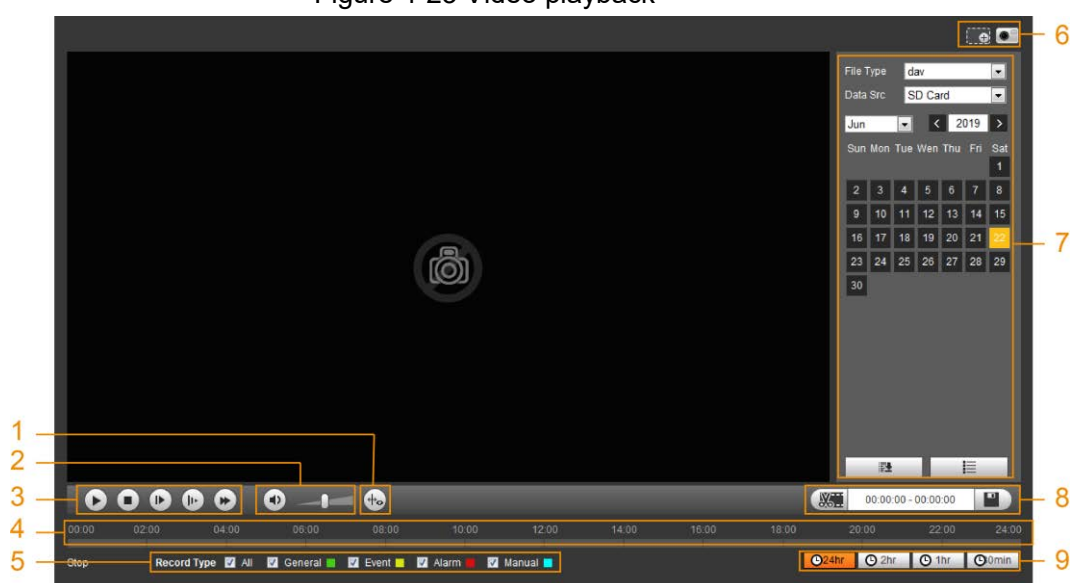 6
File Type dav
Data Src SD Card
Jun 2019
Sun Mon Tue Wen Thu Fri Sat
1
2 3 4 5 6 7 8
9 10 11 12 13 14 15
16 17 18 19 20 21 22
7
23 24 25 26 27 28 29
30
1
2
3
00:00:00 - 00:00:00
8
4
00:00 02:00 04:00 06:00 08:00 10:00 12:00 14:00 16:00 18:00 20:00 22:00 24:00
5
Stop Record Type All General Event Alarm Manual
24hr 2hr 1hr 0min
9